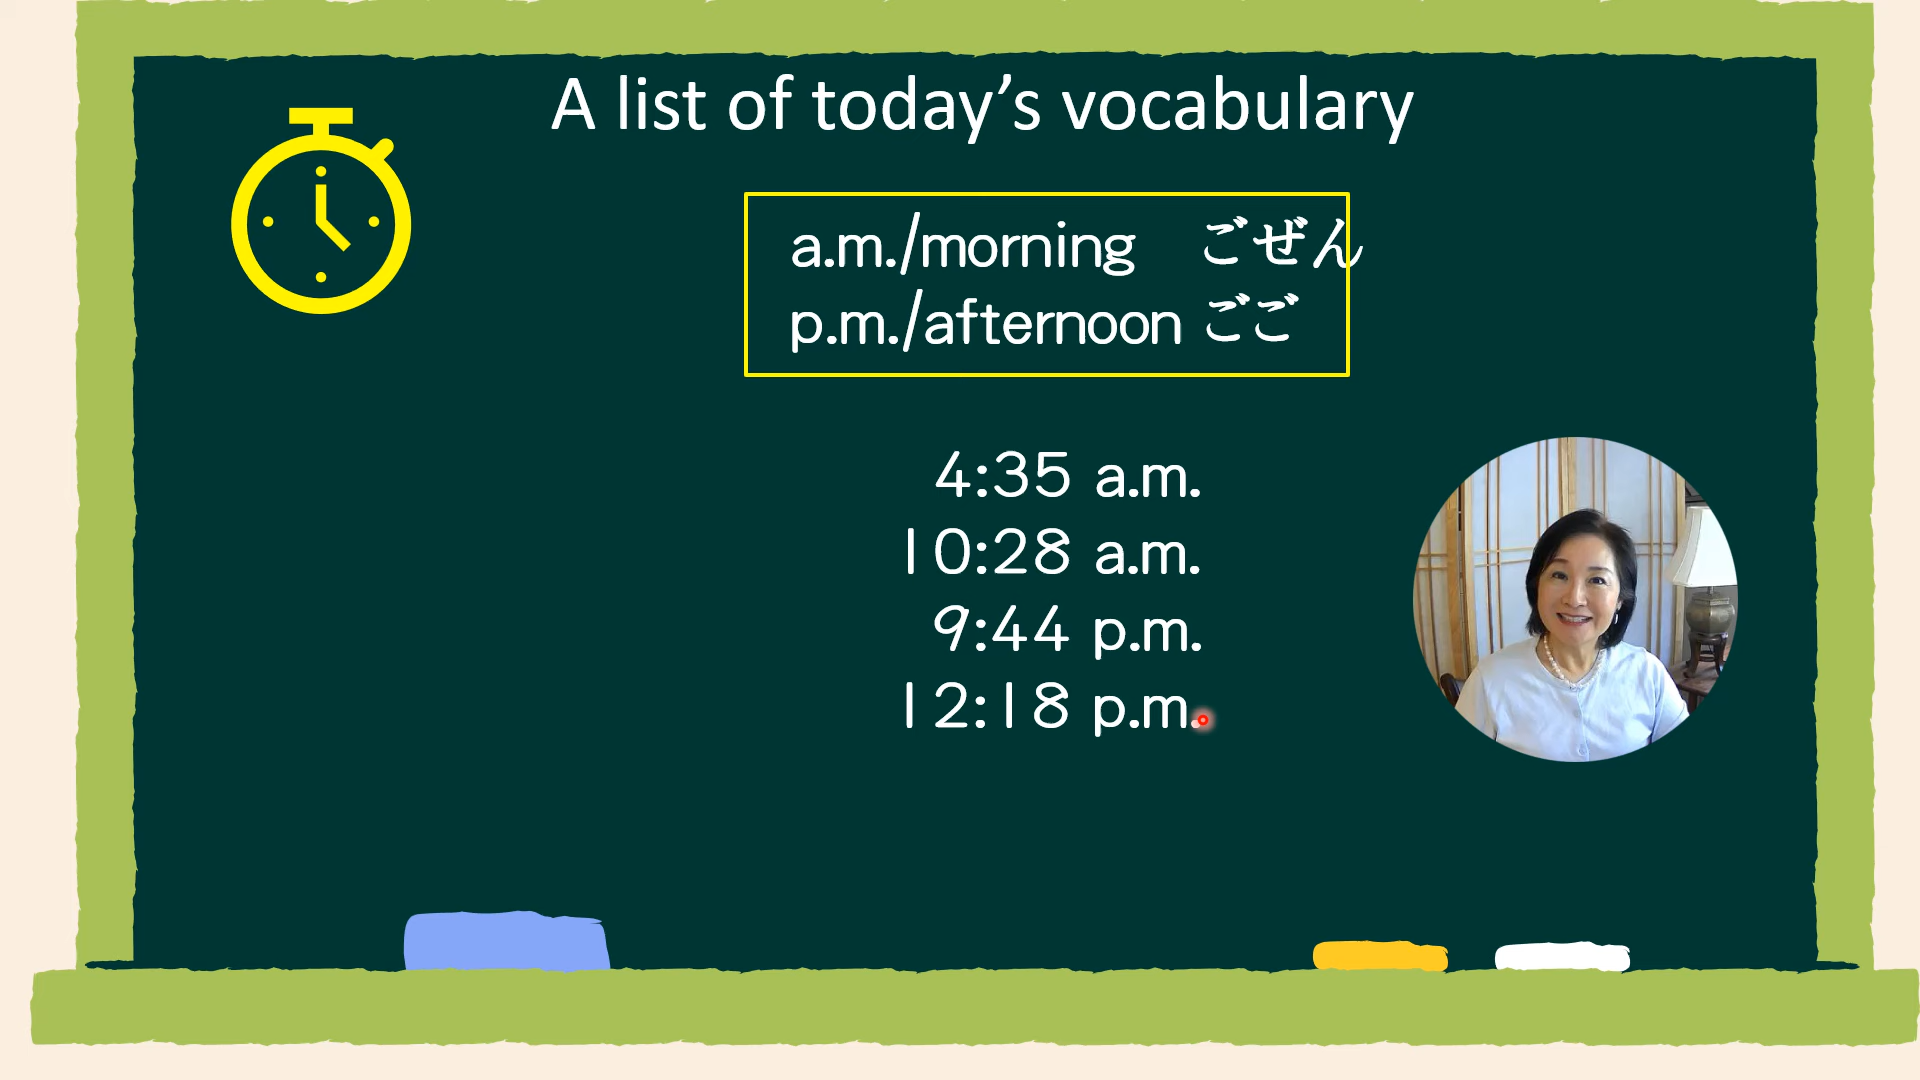 A list of today’s vocabulary
a.m./morning ごぜん
p.m./afternoon ごご
4:35 a.m.
10:28 a.m.
9:44 p.m.
12:18 p.m.